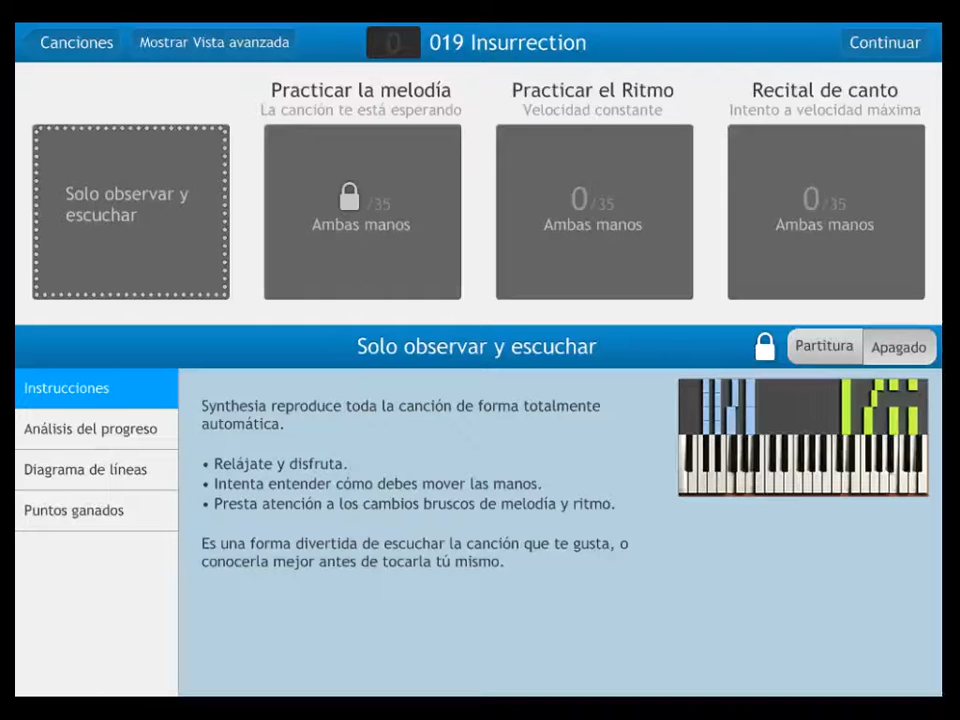 Canciones
Mostrar Vista avanzada
0
019 Insurrection
Continuar
Practicar la melodía
La canción te está esperando
Practicar el Ritmo
Velocidad constante
Recital de canto
Intento a velocidad máxima
Solo observar y
escuchar
/35
Ambas manos
0/35
Ambas manos
0/35
Ambas manos
Solo observar y escuchar
Partitura
Apagado
Instrucciones
Análisis del progreso
Diagrama de líneas
Puntos ganados
Synthesia reproduce toda la canción de forma totalmente
automática.
• Relájate y disfruta.
• Intenta entender cómo debes mover las manos.
• Presta atención a los cambios bruscos de melodía y ritmo.
Es una forma divertida de escuchar la canción que te gusta, o
conocerla mejor antes de tocarla tú mismo.